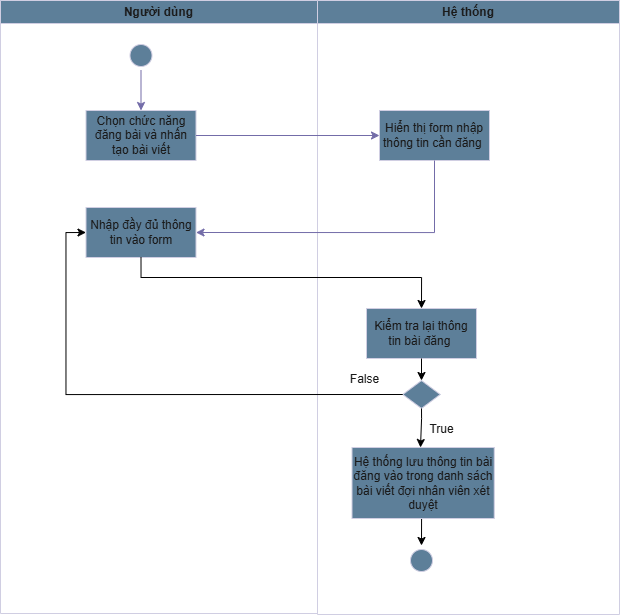 Người dủng
Hệ thống
Chọn chức năng
đăng bài và nhấn
tạo bài viết
Hiển thị form nhập
thông tin cần đăng
Nhập đầy đủ thông
tin vào form
Kiểm tra lại thông
tin bài đăng
False
True
Hệ thống lưu thông tin bài
đăng vào trong danh sách
bài viết đợi nhân viên xét
duyệt